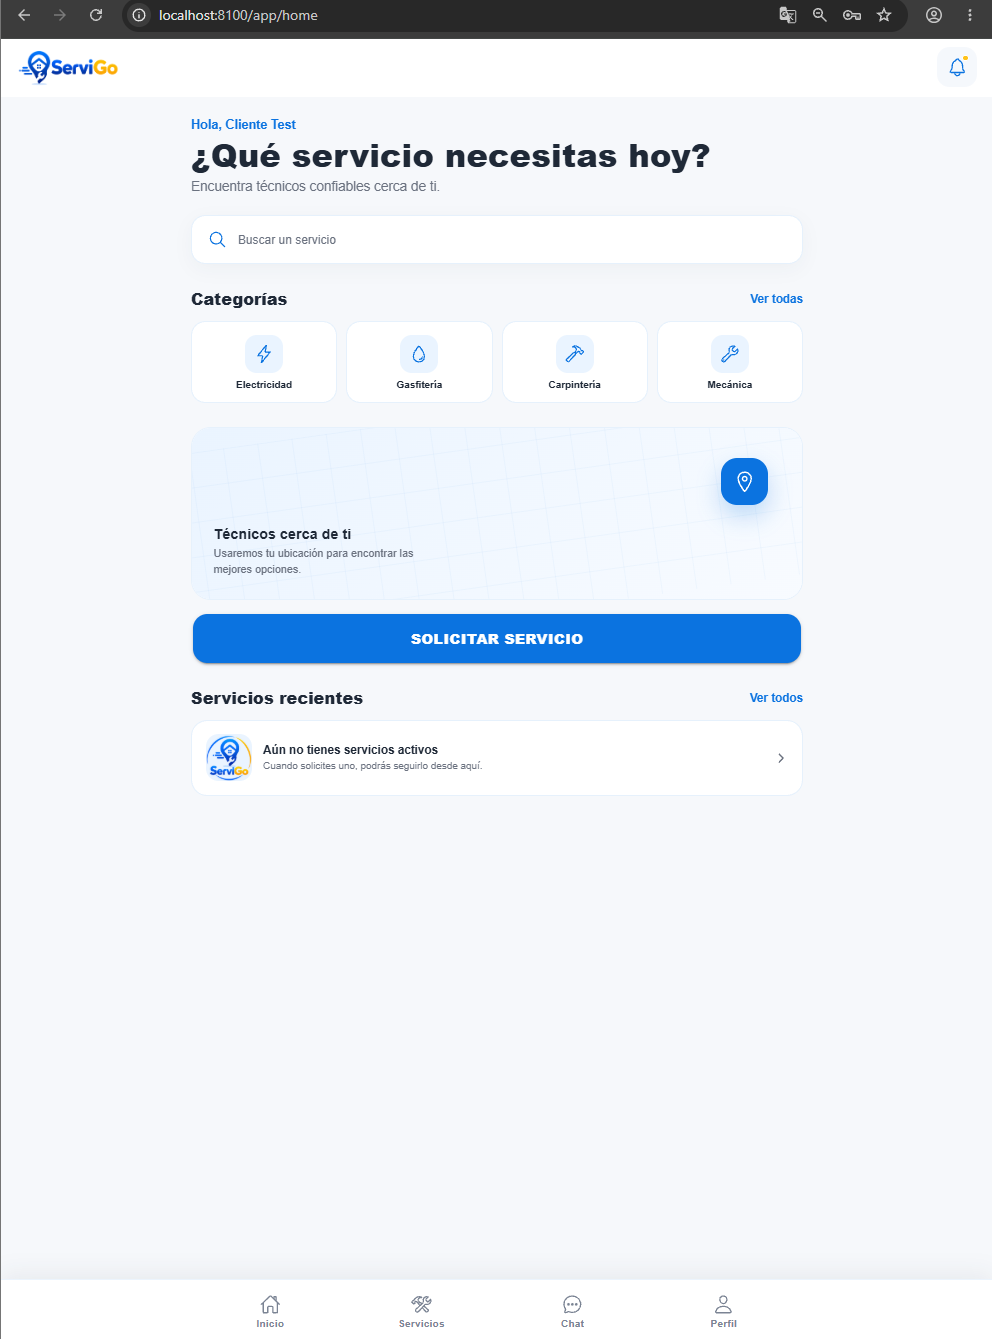 localhost:8100/app/home
ServiGo
Hola, Cliente Test
¿Qué servicio necesitas hoy?
Encuentra técnicos confiables cerca de ti.
Buscar un servicio
Categorías
Ver todas
Electricidad
Gasfitería
Carpintería
Mecánica
Técnicos cerca de ti
Usaremos tu ubicación para encontrar las
mejores opciones.
SOLICITAR SERVICIO
Servicios recientes
Ver todos
ServiGo
Aún no tienes servicios activos
Cuando solicites uno, podrás seguirlo desde aquí.
Inicio
Servicios
Chat
Perfil